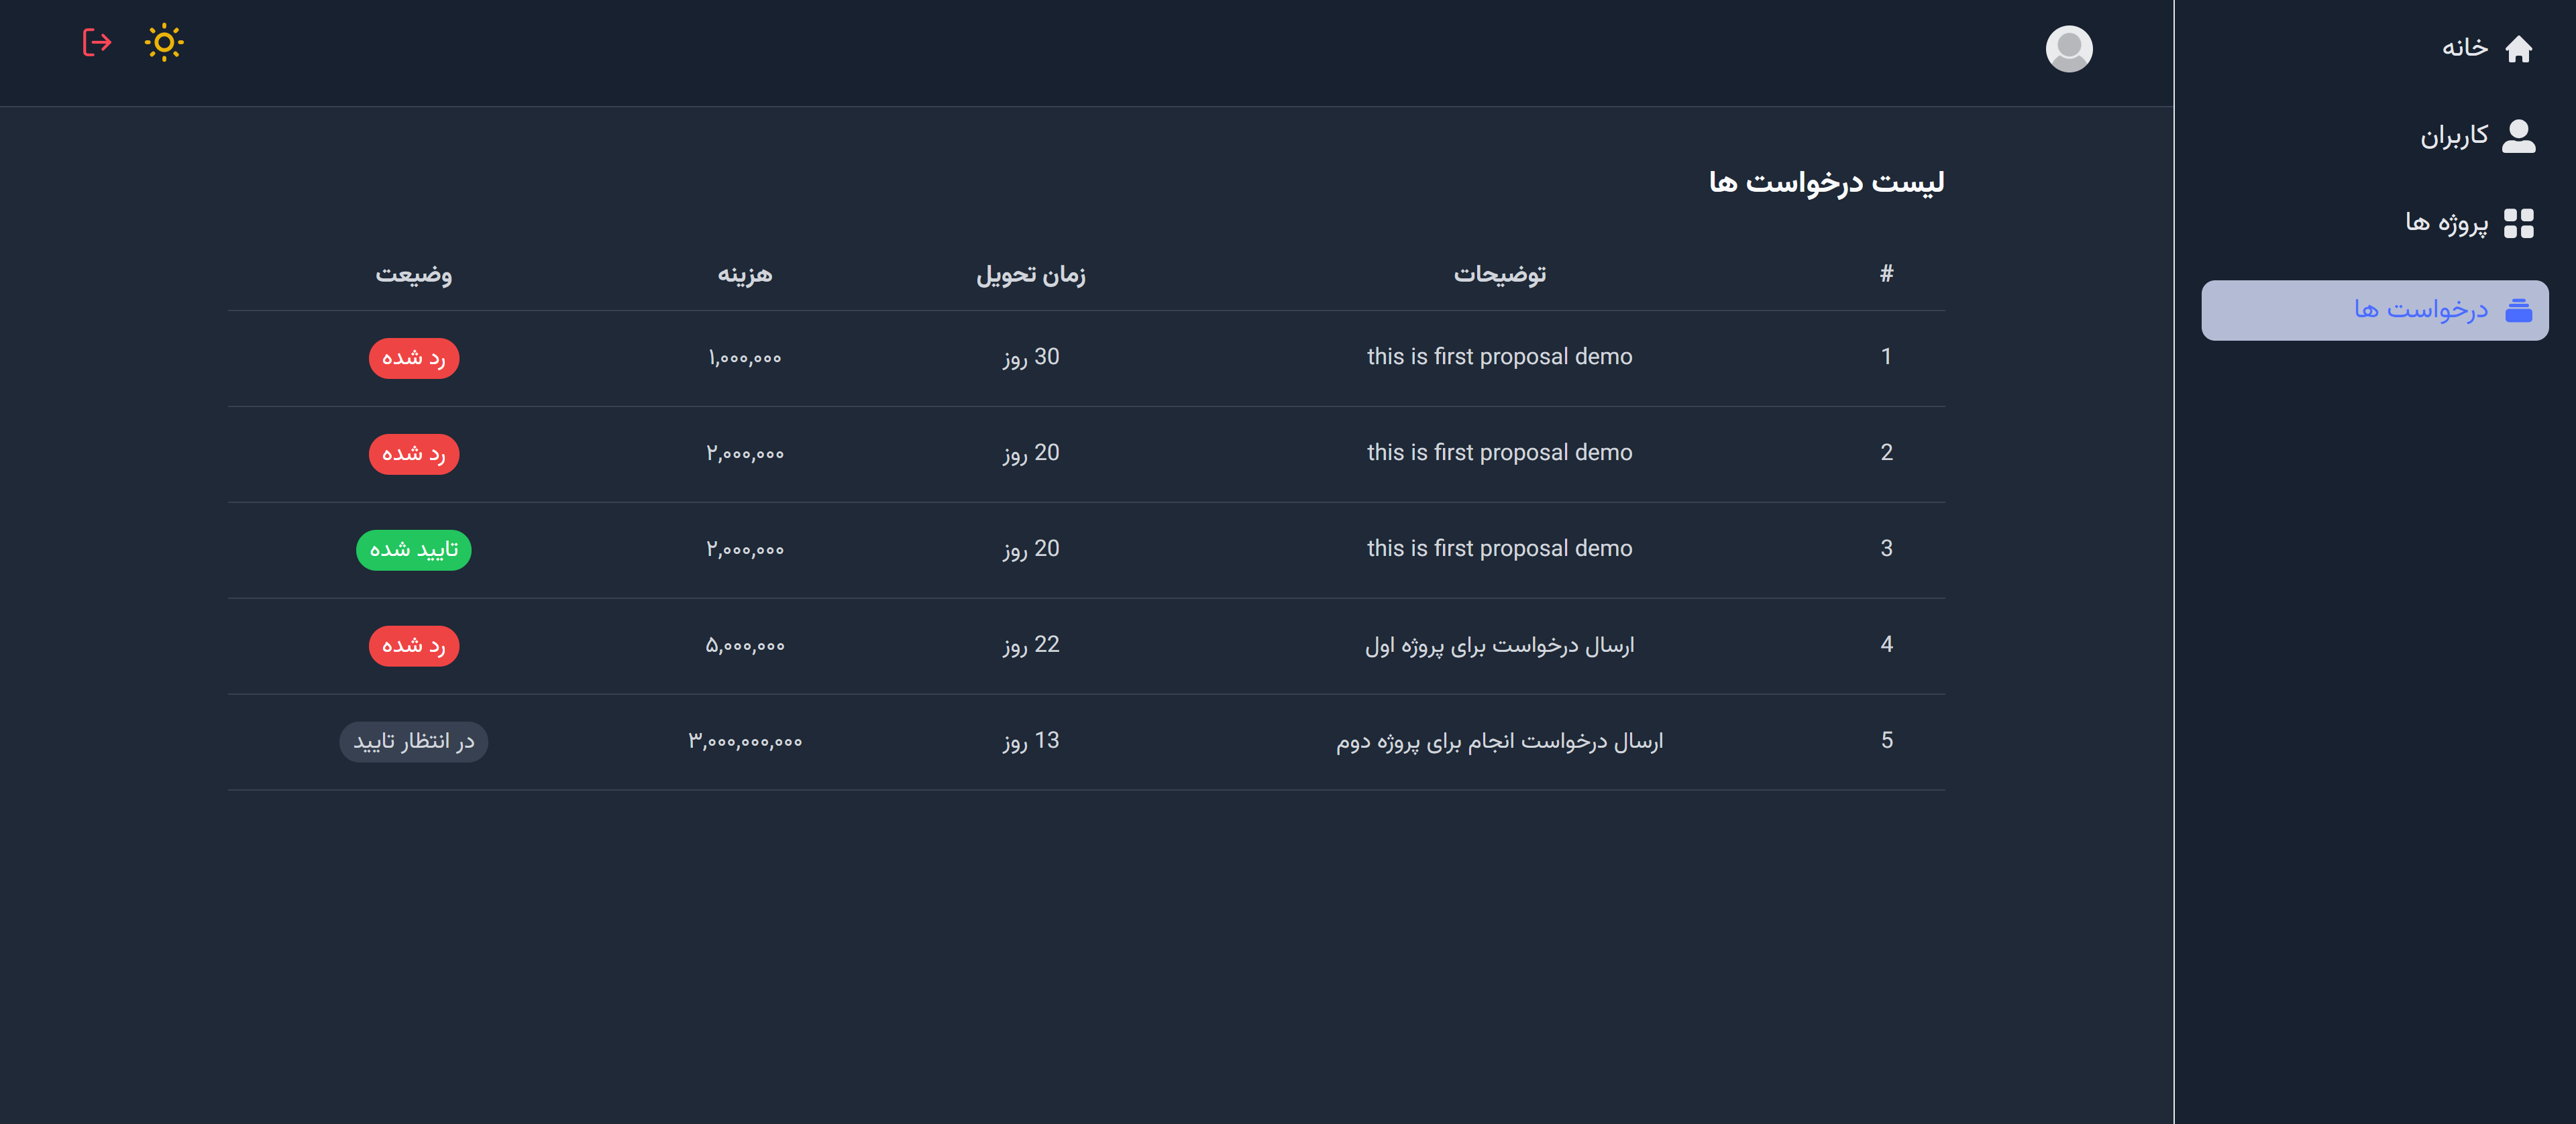 خانه
کاربران
پروژه ها
درخواست ها
لیست درخواست ها
# توضیحات زمان تحویل هزینه وضیعت
1 this is first proposal demo 30 روز ۱,۰۰۰,۰۰۰ رد شده
2 this is first proposal demo 20 روز ۲,۰۰۰,۰۰۰ رد شده
3 this is first proposal demo 20 روز ۲,۰۰۰,۰۰۰ تایید شده
4 ارسال درخواست برای پروژه اول 22 روز ۵,۰۰۰,۰۰۰ رد شده
5 ارسال درخواست انجام برای پروژه دوم 13 روز ۳,۰۰۰,۰۰۰,۰۰۰ در انتظار تایید